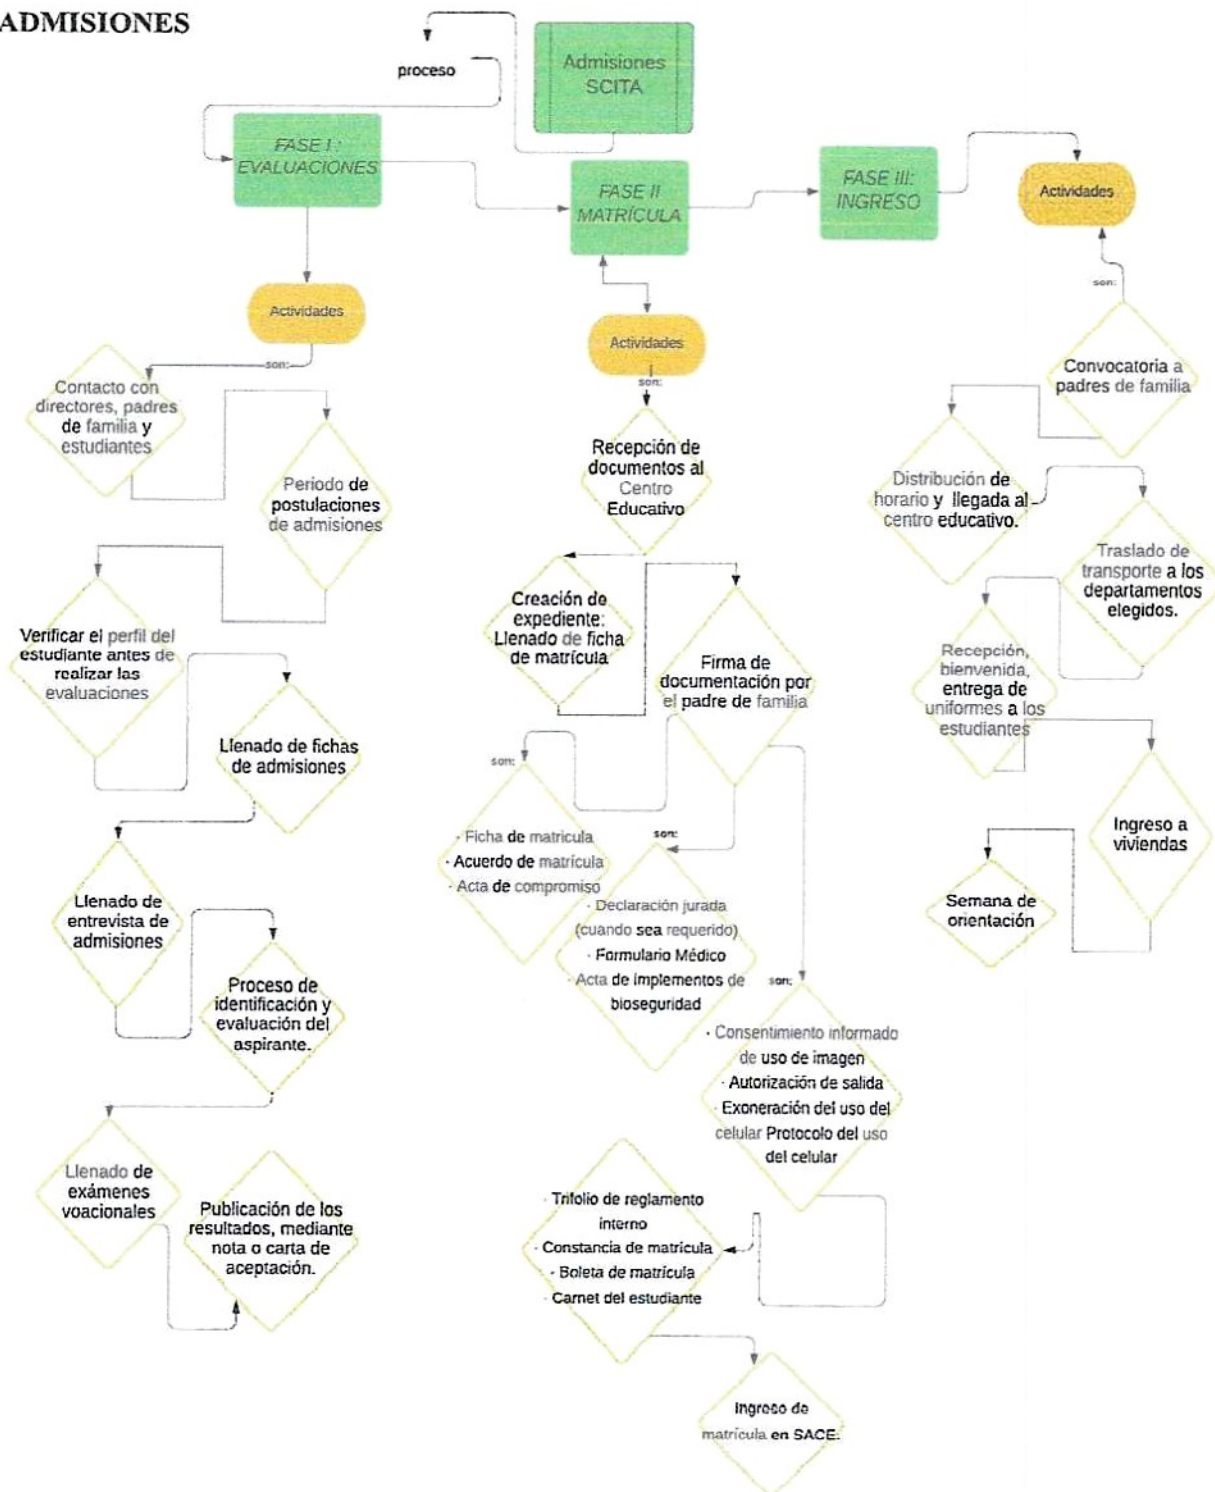 ADMISIONES
proceso
Admisiones
SCITA
FASE I :
EVALUACIONES
FASE II
MATRÍCULA
FASE III:
INGRESO
Actividades
Actividades
son:
Contacto con
directores, padres
de familia y
estudiantes
Periodo de
postulaciones
de admisiones
Verificar el perfil del
estudiante antes de
realizar las
evaluaciones
Llenado de fichas
de admisiones
Llenado de
entrevista de
admisiones
Proceso de
identificación y
evaluación del
aspirante.
Llenado de
exámenes
voacionales
Publicación de los
resultados, mediante
nota o carta de
aceptación.
Actividades
son:
Recepción de
documentos al
Centro
Educativo
Creación de
expediente:
Llenado de ficha
de matrícula
Firma de
documentación por
el padre de familia
son:
· Ficha de matricula
· Acuerdo de matrícula
· Acta de compromiso
son:
· Declaración jurada
(cuando sea requerido)
· Formulario Médico
· Acta de implementos de
bioseguridad
son:
· Consentimiento informado
de uso de imagen
· Autorización de salida
· Exoneración del uso del
celular Protocolo del uso
del celular
· Trifolio de reglamento
interno
· Constancia de matrícula
· Boleta de matrícula
· Carnet del estudiante
Ingreso de
matrícula en SACE.
son:
Convocatoria a
padres de familia
Distribución de
horario y llegada al
centro educativo.
Traslado de
transporte a los
departamentos
elegidos.
Recepción,
bienvenida,
entrega de
uniformes a los
estudiantes
Ingreso a
viviendas
Semana de
orientación